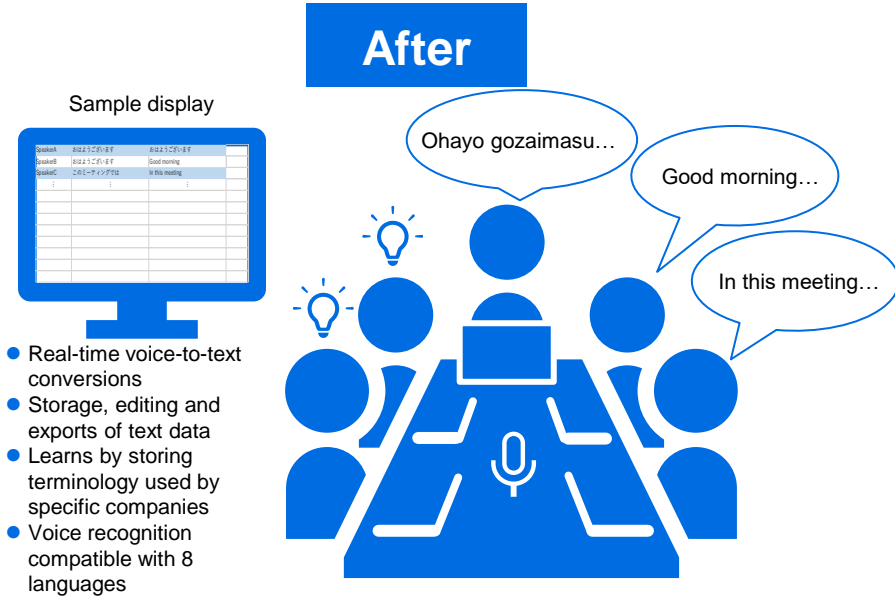 After
Sample display
SpeakerA おはようございます おはようございます
SpeakerB おはようございます Good morning
SpeakerC このミーティングでは In this meeting
⋮ ⋮ ⋮
Ohayo gozaimasu…
Good morning…
In this meeting…
● Real-time voice-to-text
conversions
● Storage, editing and
exports of text data
● Learns by storing
terminology used by
specific companies
● Voice recognition
compatible with 8
languages